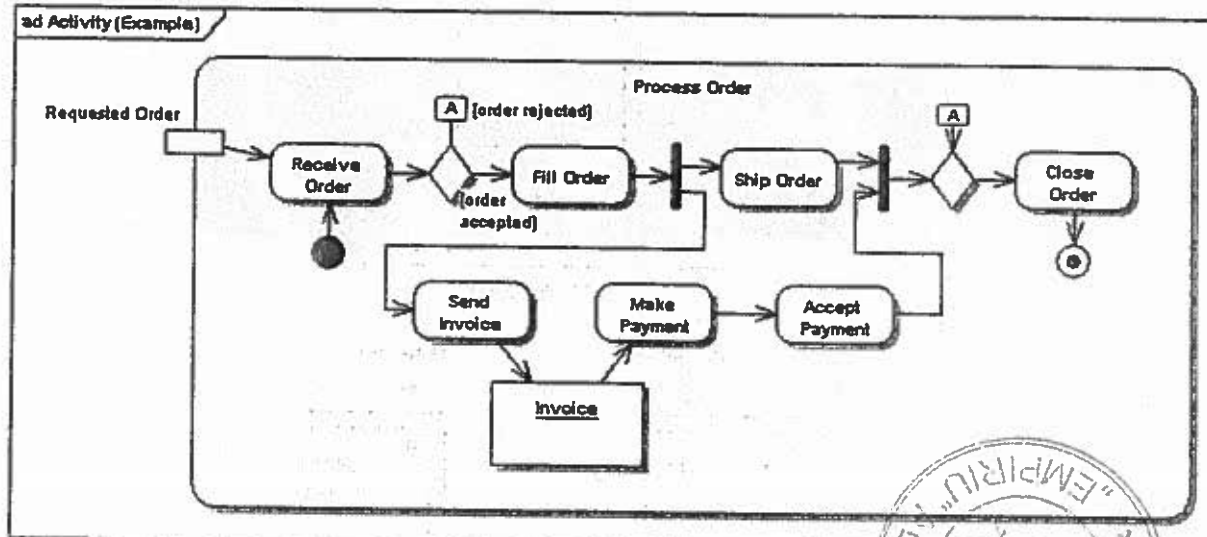 ad Activity (Example)
Process Order
Requested Order
A
[order rejected]
A
Receive
Order
Fill Order
Ship Order
Close
Order
[order
accepted]
Send
Invoice
Make
Payment
Accept
Payment
Invoice
"EMPIRIU"